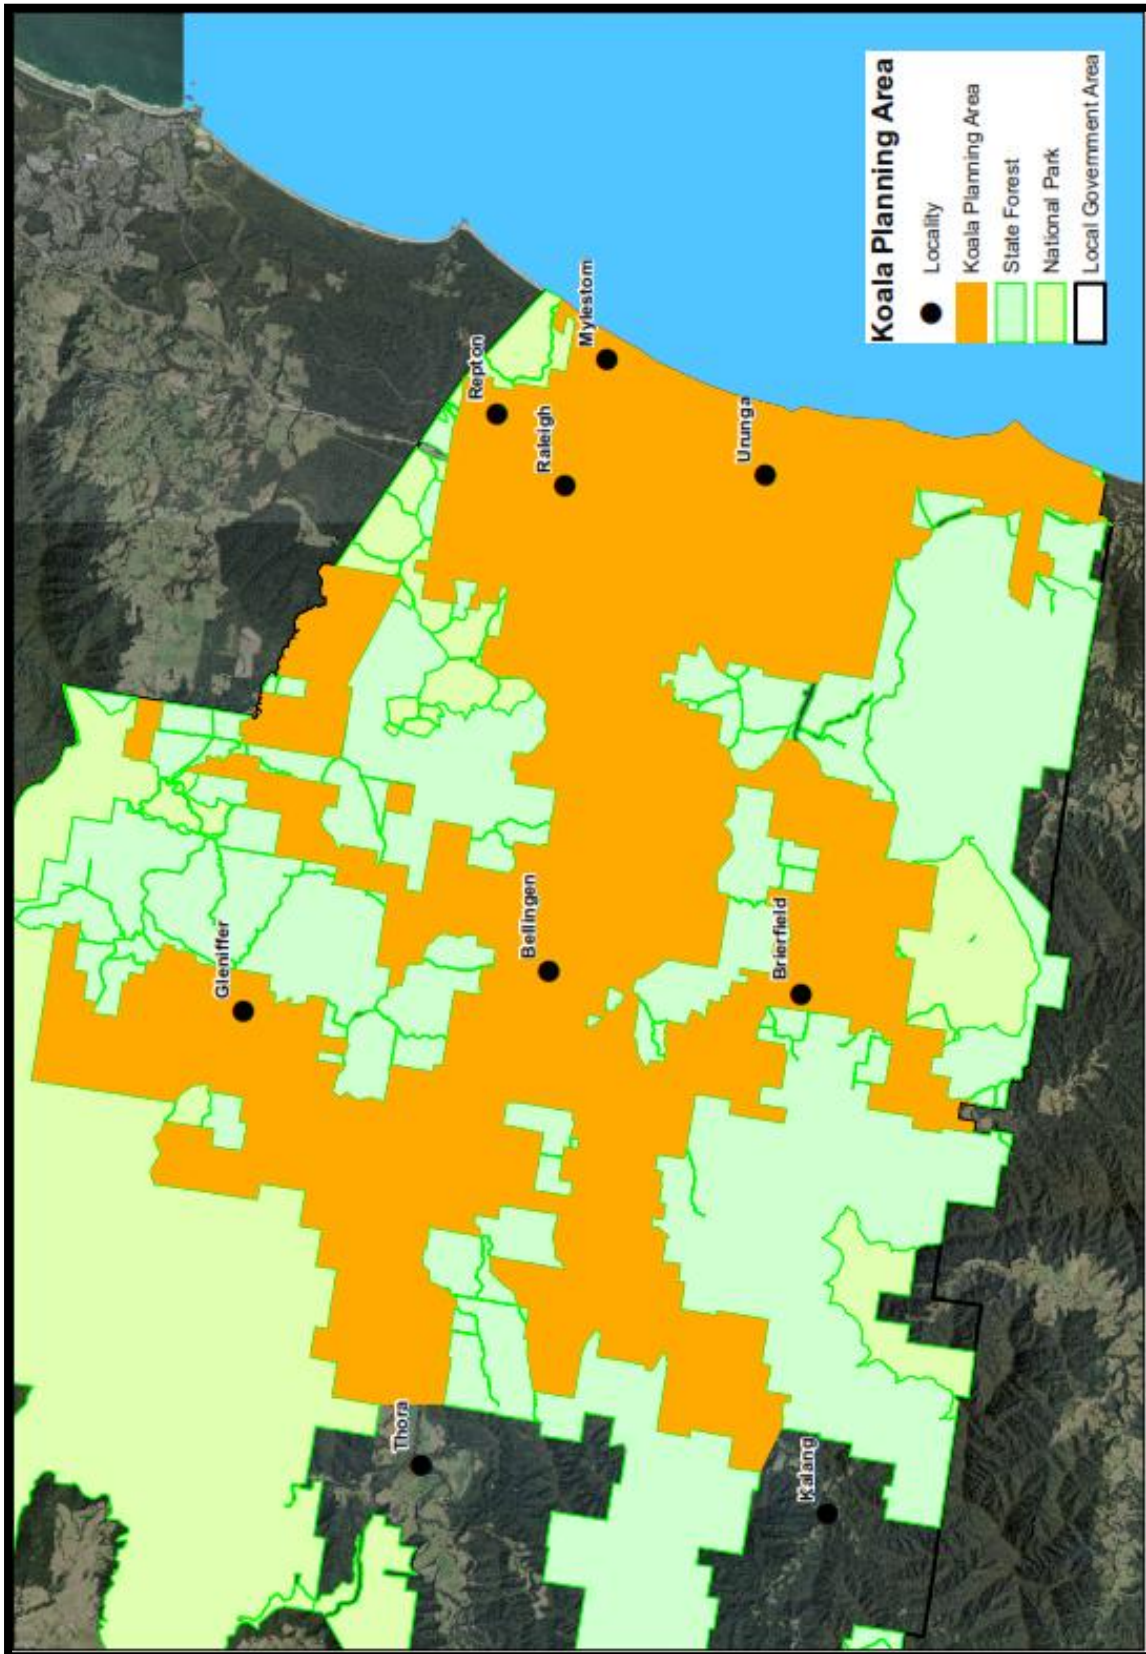 Koala Planning Area
Locality
Koala Planning Area
State Forest
National Park
Local Government Area
Gleniffer
Thora
Bellingen
Repton
Raleigh
Mylestom
Urunga
Brierfield
Kalang